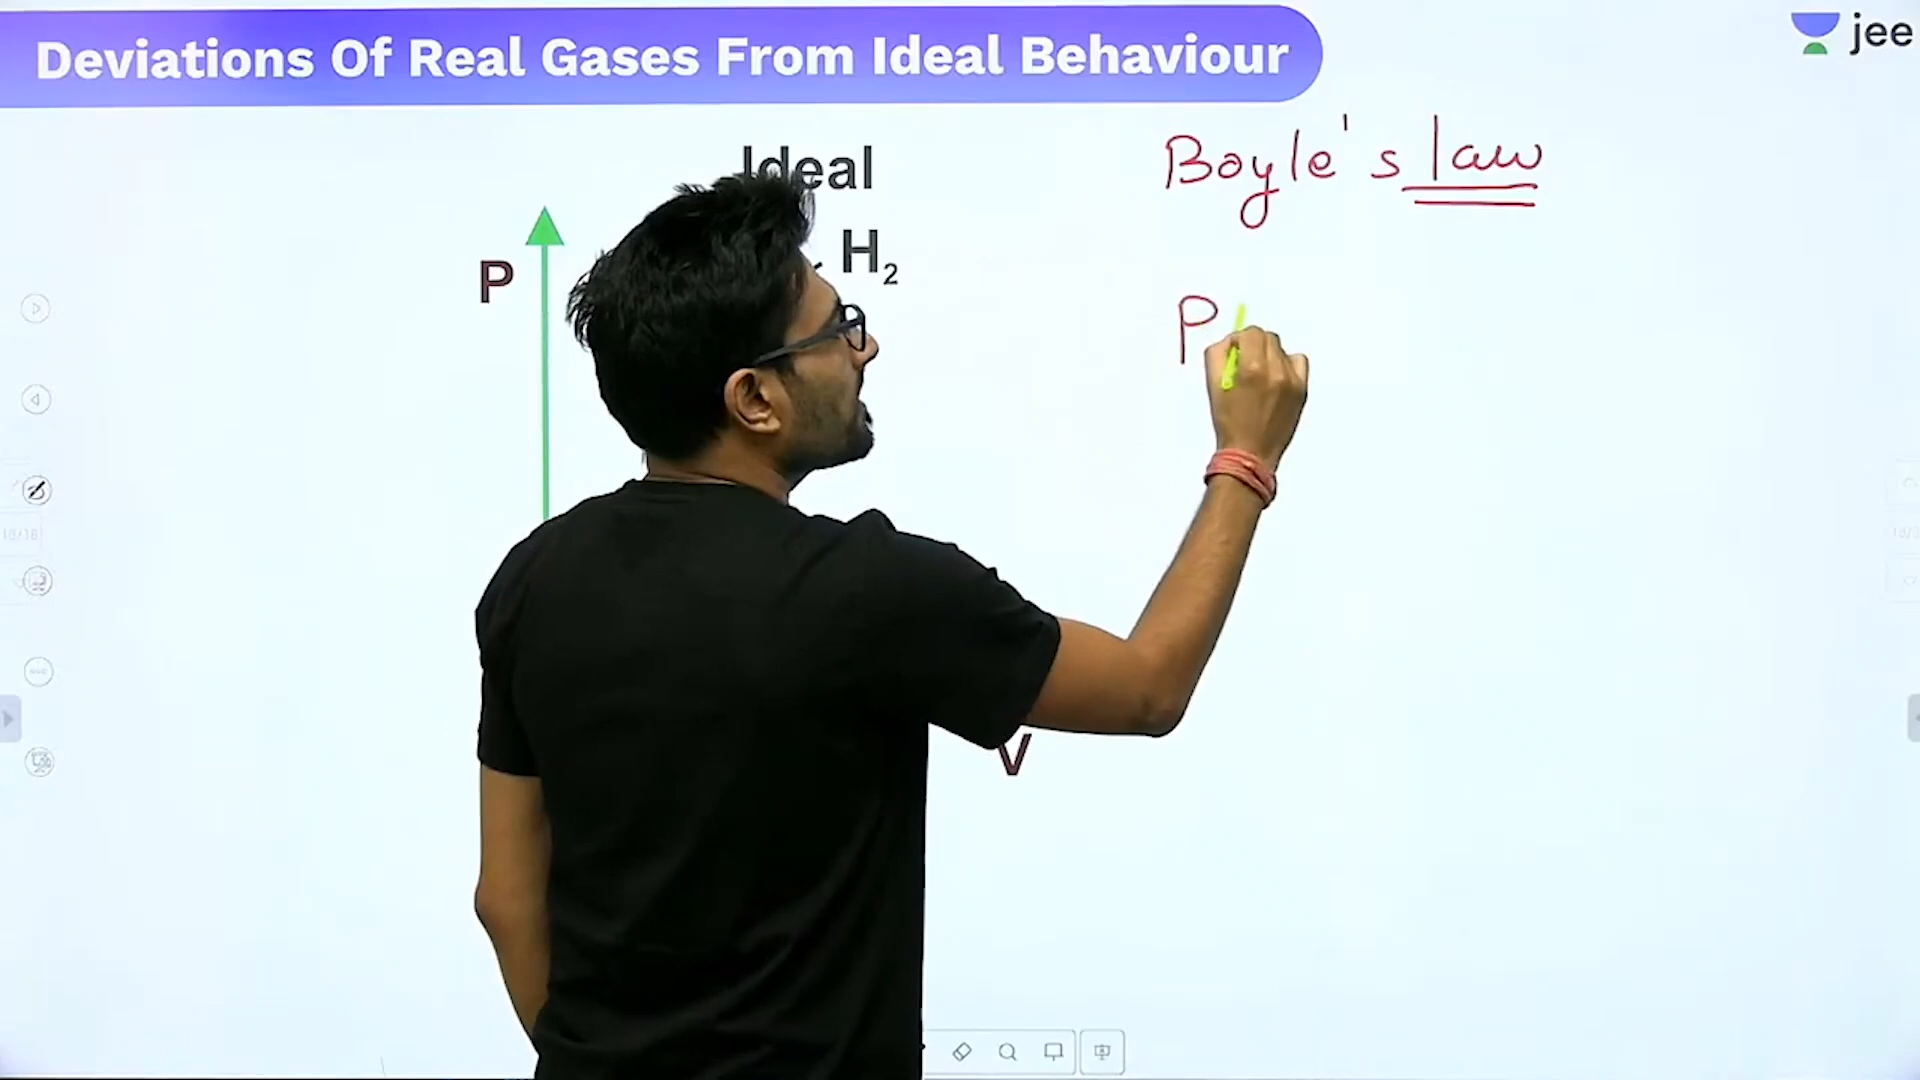 Deviations Of Real Gases From Ideal Behaviour
jee
Boyle's law
Ideal
H₂
P
P
V